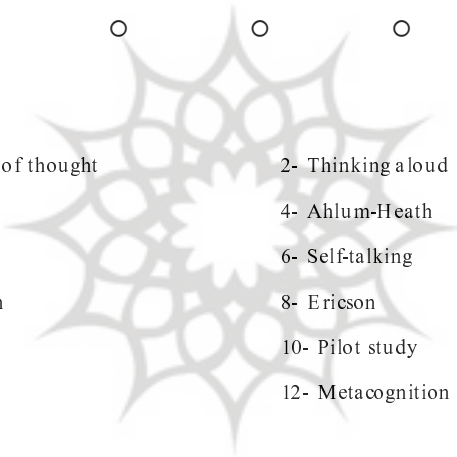 of thought 2- Thinking aloud
4- Ahlum-Heath
6- Self-talking
8- Ericson
10- Pilot study
12- Metacognition